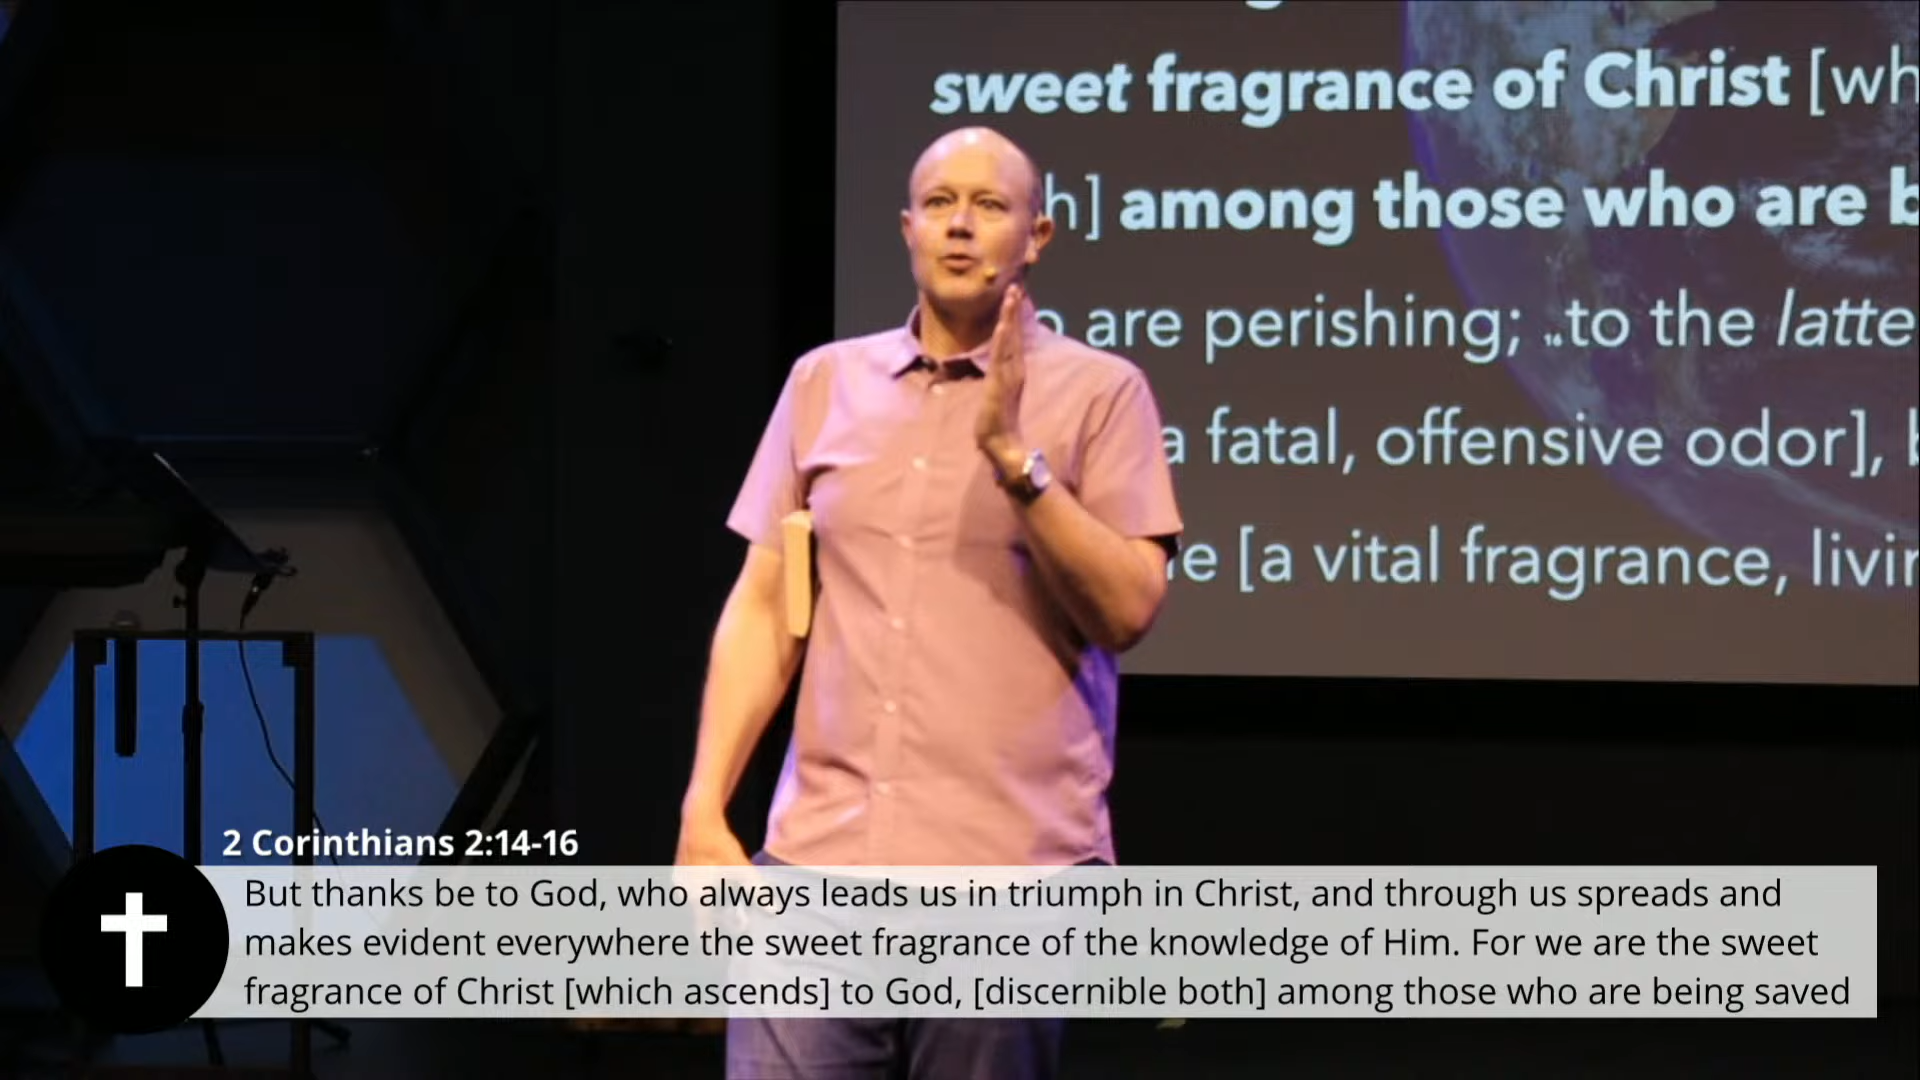 sweet fragrance of Christ
h] among those who are
are perishing; to the
a fatal, offensive odor],
[a vital fragrance,
2 Corinthians 2:14-16
But thanks be to God, who always leads us in triumph in Christ, and through us spreads and
makes evident everywhere the sweet fragrance of the knowledge of Him. For we are the sweet
fragrance of Christ [which ascends] to God, [discernible both] among those who are being saved